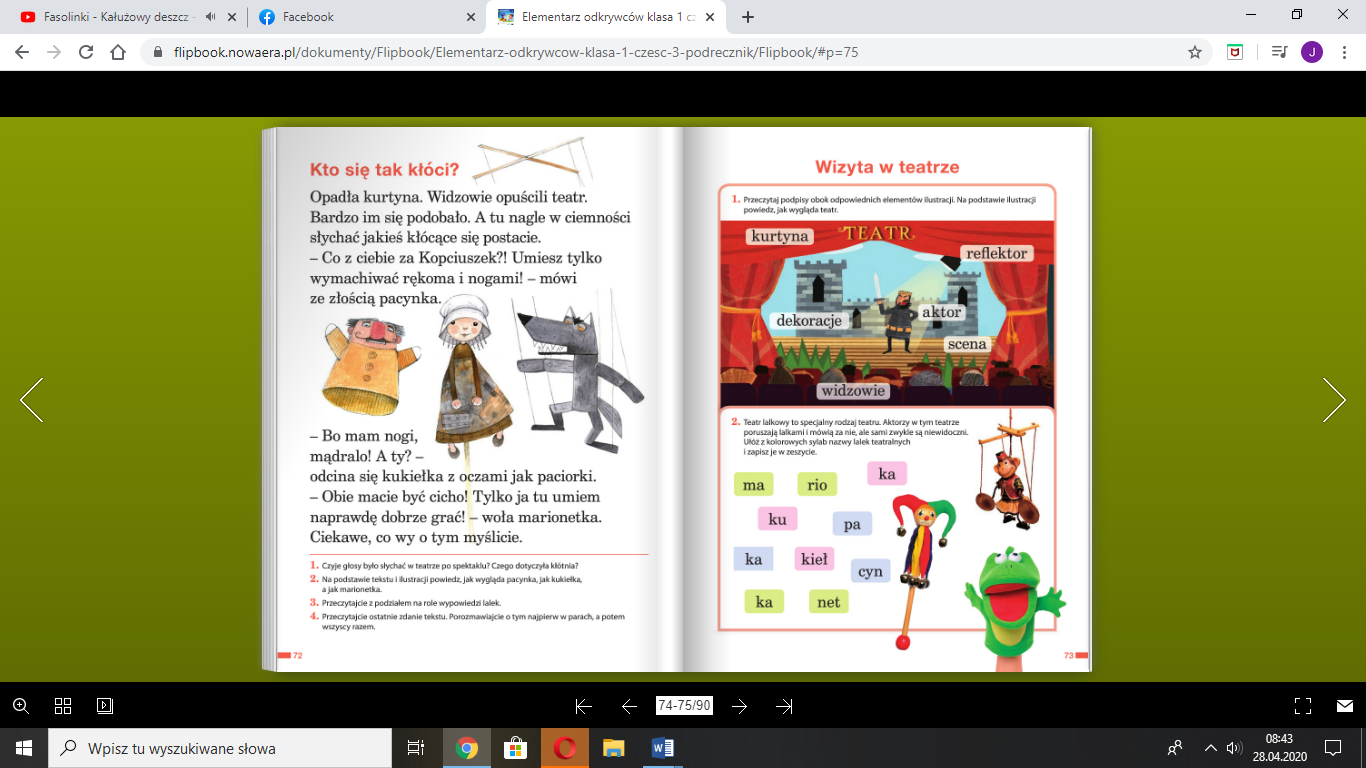 Fasolinki - Kałużowy deszcz -
Facebook
Elementarz odkrywców klasa 1 cz
flipbook.nowaera.pl/dokumenty/Flipbook/Elementarz-odkrywcow-klasa-1-czesc-3-podrecznik/Flipbook/#p=75
J
Kto się tak kłóci?
Opadła kurtyna. Widzowie opuścili teatr.
Bardzo im się podobało. A tu nagle w ciemności
słychać jakieś kłócące się postacie.
– Co z ciebie za Kopciuszek?! Umiesz tylko
wymachiwać rękoma i nogami! – mówi
ze złością pacynka.
– Bo mam nogi,
mądralo! A ty? –
odcina się kukiełka z oczami jak paciorki.
– Obie macie być cicho! Tylko ja tu umiem
naprawdę dobrze grać! – woła marionetka.
Ciekawe, co wy o tym myślicie.
1. Czyje głosy było słychać w teatrze po spektaklu? Czego dotyczyła kłótnia?
2. Na podstawie tekstu i ilustracji powiedz, jak wygląda pacynka, jak kukiełka,
a jak marionetka.
3. Przeczytajcie z podziałem na role wypowiedzi lalek.
4. Przeczytajcie ostatnie zdanie tekstu. Porozmawiajcie o tym najpierw w parach, a potem
wszyscy razem.
72
Wizyta w teatrze
1. Przeczytaj podpisy obok odpowiednich elementów ilustracji. Na podstawie ilustracji
powiedz, jak wygląda teatr.
TEATR
kurtyna
reflektor
aktor
dekoracje
scena
widzowie
2. Teatr lalkowy to specjalny rodzaj teatru. Aktorzy w tym teatrze
poruszają lalkami i mówią za nie, ale sami zwykle są niewidoczni.
Ułóż z kolorowych sylab nazwy lalek teatralnych
i zapisz je w zeszycie.
ma rio ka
ku pa
ka kieł cyn
ka net
73
74-75/90
Wpisz tu wyszukiwane słowa
08:43
28.04.2020